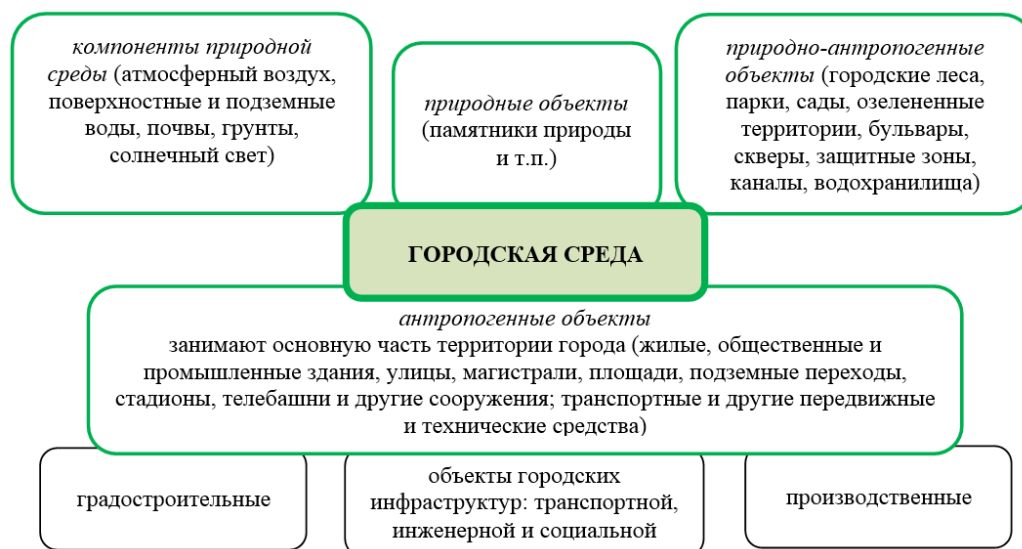 компоненты природной
среды (атмосферный воздух,
поверхностные и подземные
воды, почвы, грунты,
солнечный свет)
природные объекты
(памятники природы
и т.п.)
природно-антропогенные
объекты (городские леса,
парки, сады, озелененные
территории, бульвары,
скверы, защитные зоны,
каналы, водохранилища)
ГОРОДСКАЯ СРЕДА
антропогенные объекты
занимают основную часть территории города (жилые, общественные и
промышленные здания, улицы, магистрали, площади, подземные переходы,
стадионы, телебашни и другие сооружения; транспортные и другие передвижные
и технические средства)
градостроительные
объекты городских
инфраструктур: транспортной,
инженерной и социальной
производственные